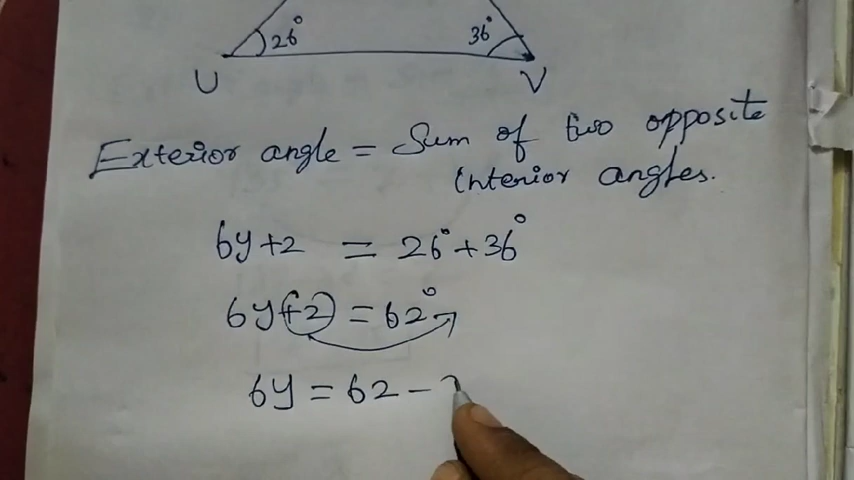 26° 36°
U V
Exterior angle = Sum of two opposite
interior angles.
6y+2 = 26°+36°
6y+2 = 62°
6y = 62 -